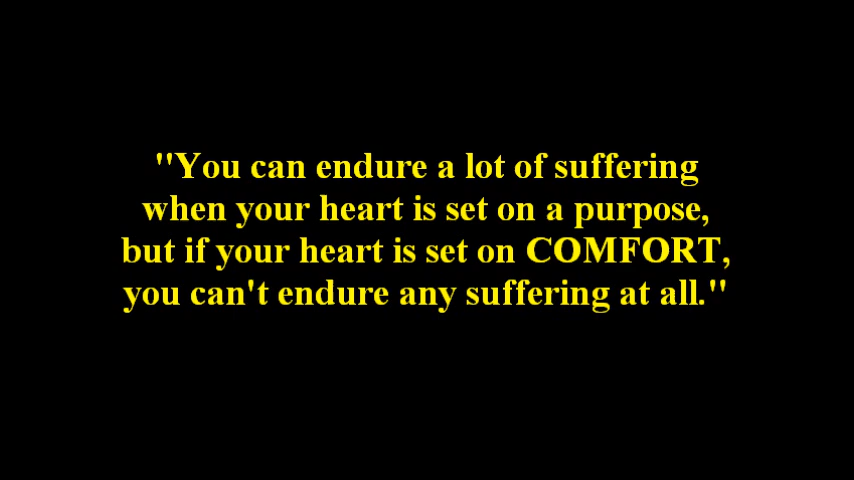 "You can endure a lot of suffering
when your heart is set on a purpose,
but if your heart is set on COMFORT,
you can't endure any suffering at all."